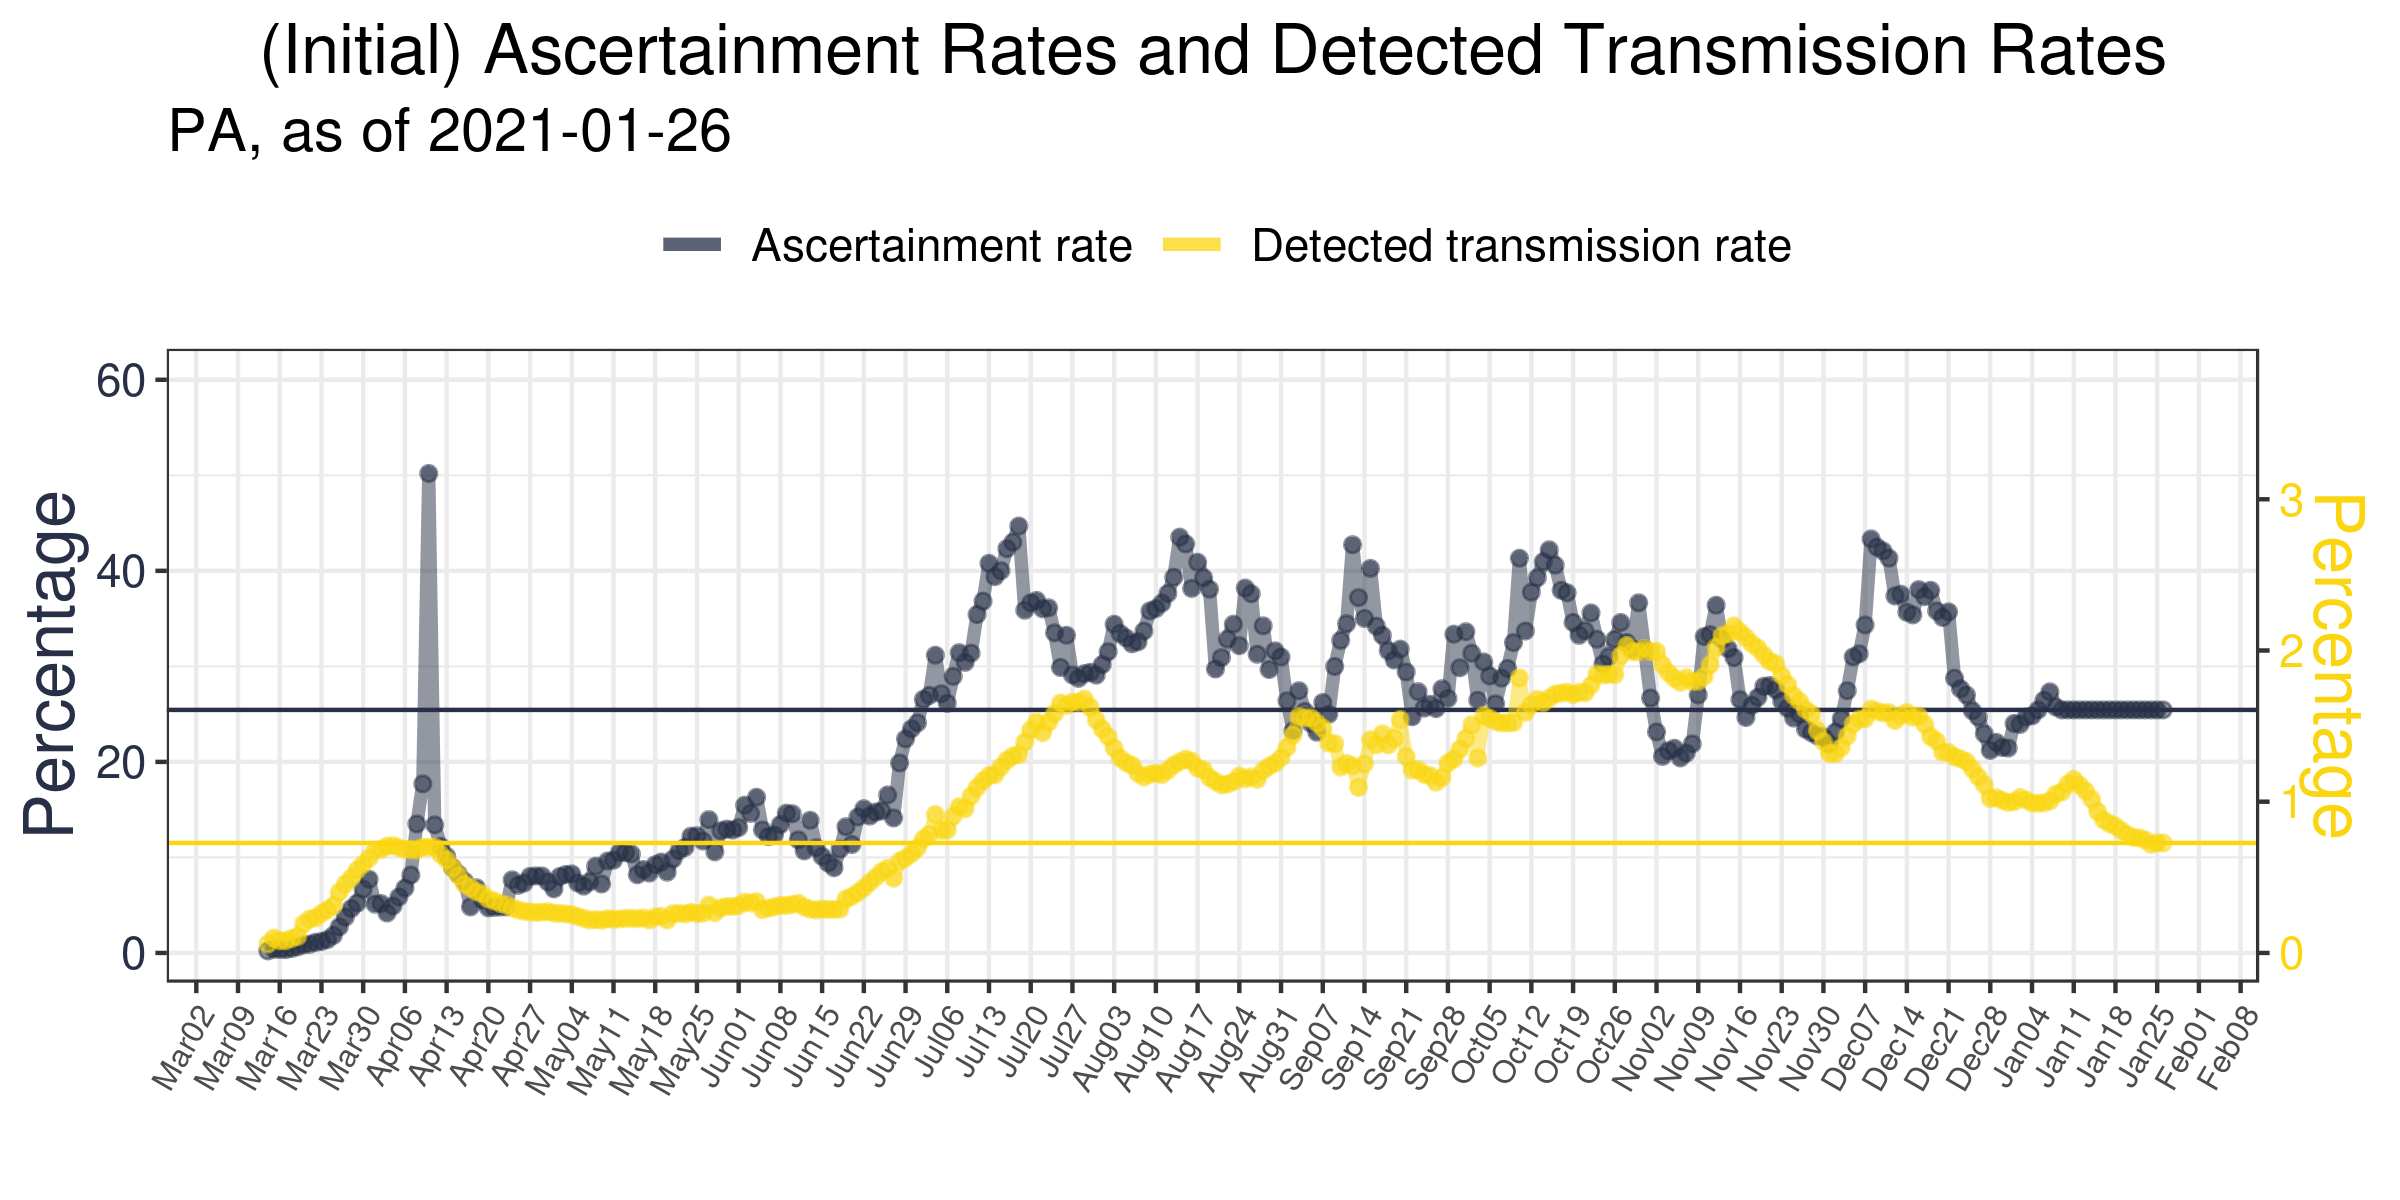 (Initial) Ascertainment Rates and Detected Transmission Rates
PA, as of 2021-01-26
Ascertainment rate Detected transmission rate
Percentage
60
40
20
0
3
2
1
0
Percentage
Mar02 Mar09 Mar16 Mar23 Mar30 Apr06 Apr13 Apr20 Apr27 May04 May11 May18 May25 Jun01 Jun08 Jun15 Jun22 Jun29 Jul06 Jul13 Jul20 Jul27 Aug03 Aug10 Aug17 Aug24 Aug31 Sep07 Sep14 Sep21 Sep28 Oct05 Oct12 Oct19 Oct26 Nov02 Nov09 Nov16 Nov23 Nov30 Dec07 Dec14 Dec21 Dec28 Jan04 Jan11 Jan18 Jan25 Feb01 Feb08